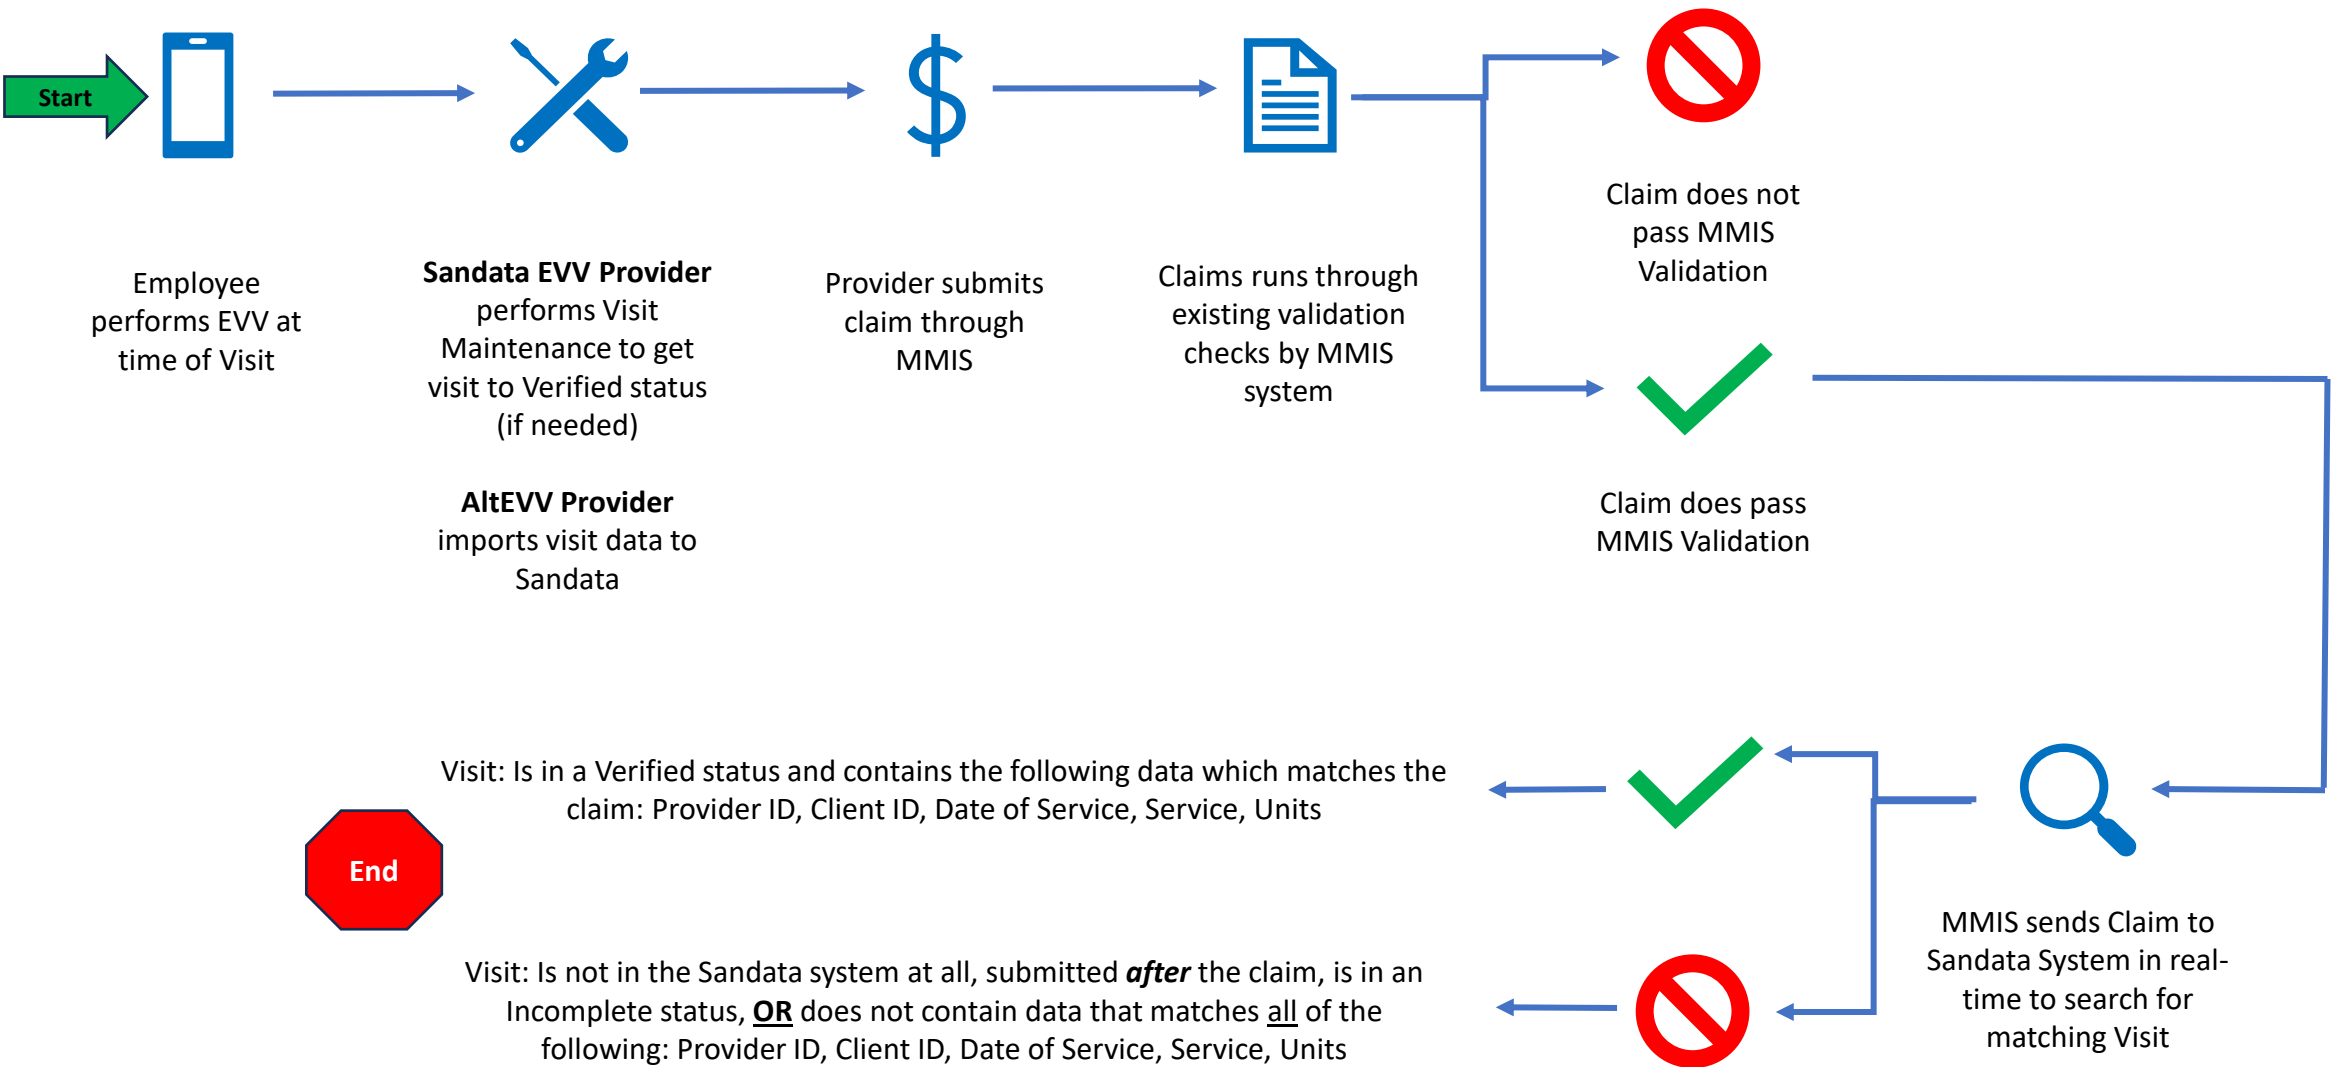 Start
Employee
performs EVV at
time of Visit
Sandata EVV Provider
performs Visit
Maintenance to get
visit to Verified status
(if needed)
AltEVV Provider
imports visit data to
Sandata
Provider submits
claim through
MMIS
Claims runs through
existing validation
checks by MMIS
system
Claim does not
pass MMIS
Validation
Claim does pass
MMIS Validation
MMIS sends Claim to
Sandata System in real-
time to search for
matching Visit
Visit: Is in a Verified status and contains the following data which matches the
claim: Provider ID, Client ID, Date of Service, Service, Units
Visit: Is not in the Sandata system at all, submitted after the claim, is in an
Incomplete status, OR does not contain data that matches all of the
following: Provider ID, Client ID, Date of Service, Service, Units
End